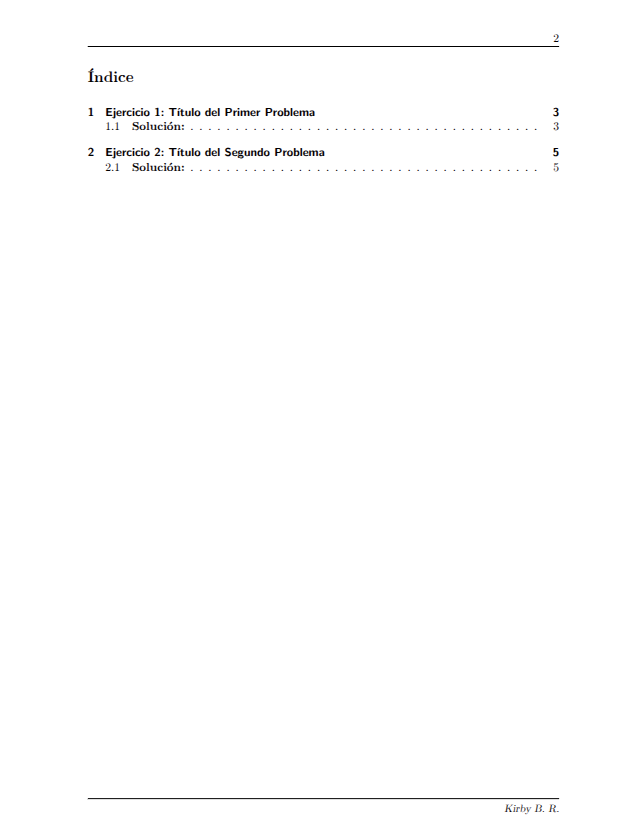 2
Índice
1 Ejercicio 1: Título del Primer Problema 3
1.1 Solución: . . . . . . . . . . . . . . . . . . . . . . . . . . . . . . . . . . . . . . . 3
2 Ejercicio 2: Título del Segundo Problema 5
2.1 Solución: . . . . . . . . . . . . . . . . . . . . . . . . . . . . . . . . . . . . . . . 5
Kirby B. R.